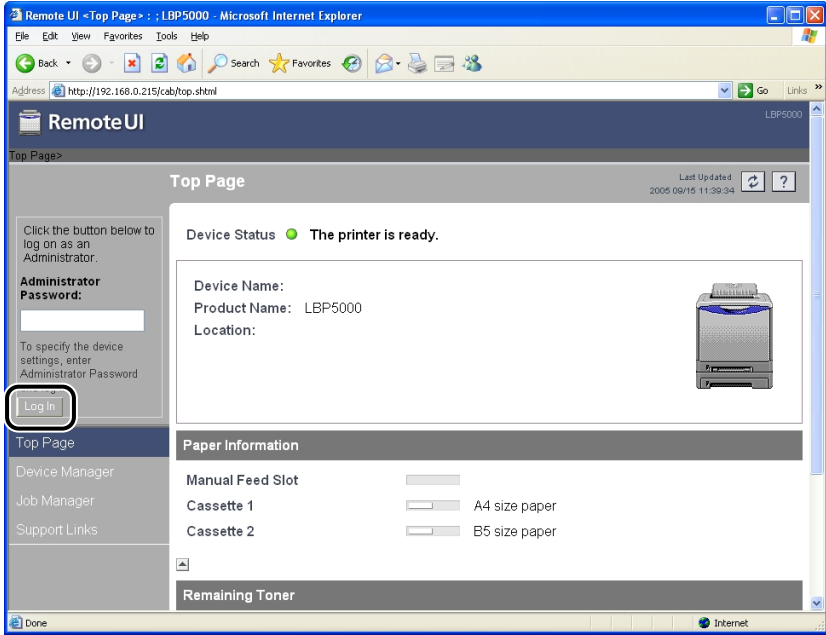 Remote UI <Top Page> : ; LBP5000 - Microsoft Internet Explorer
File Edit View Favorites Tools Help
Back Search Favorites
Address http://192.168.0.215/cab/top.shtml Go Links »
Remote UI
LBP5000
Top Page>
Top Page
Last Updated
2005 09/15 11:39:34
?
Click the button below to
log on as an
Administrator.
Administrator
Password:
To specify the device
settings, enter
Administrator Password
Log In
Top Page
Device Manager
Job Manager
Support Links
Device Status The printer is ready.
Device Name:
Product Name: LBP5000
Location:
Paper Information
Manual Feed Slot
Cassette 1 A4 size paper
Cassette 2 B5 size paper
Remaining Toner
Done Internet